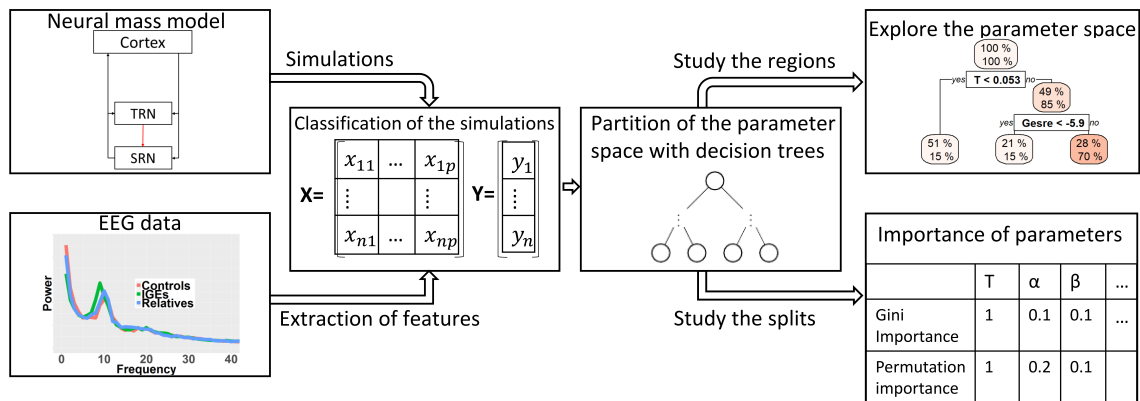 Neural mass model
Cortex
TRN
SRN
Simulations
EEG data
Power
Controls
IGEs
Relatives
0 10 20 30 40
Frequency
Extraction of features
Classification of the simulations
X=
x11 ... x1p
⋮ ⋮
xn1 ... xnp
Y=
y1
⋮
yn
Partition of the parameter
space with decision trees
⋮ ⋮
Study the regions
Study the splits
Explore the parameter space
100 %
100 %
yes T < 0.053 no
49 %
85 %
yes Gesre < -5.9 no
51 %
15 %
21 %
15 %
28 %
70 %
Importance of parameters
T α β ...
Gini
Importance
1 0.1 0.1 ...
Permutation
importance
1 0.2 0.1